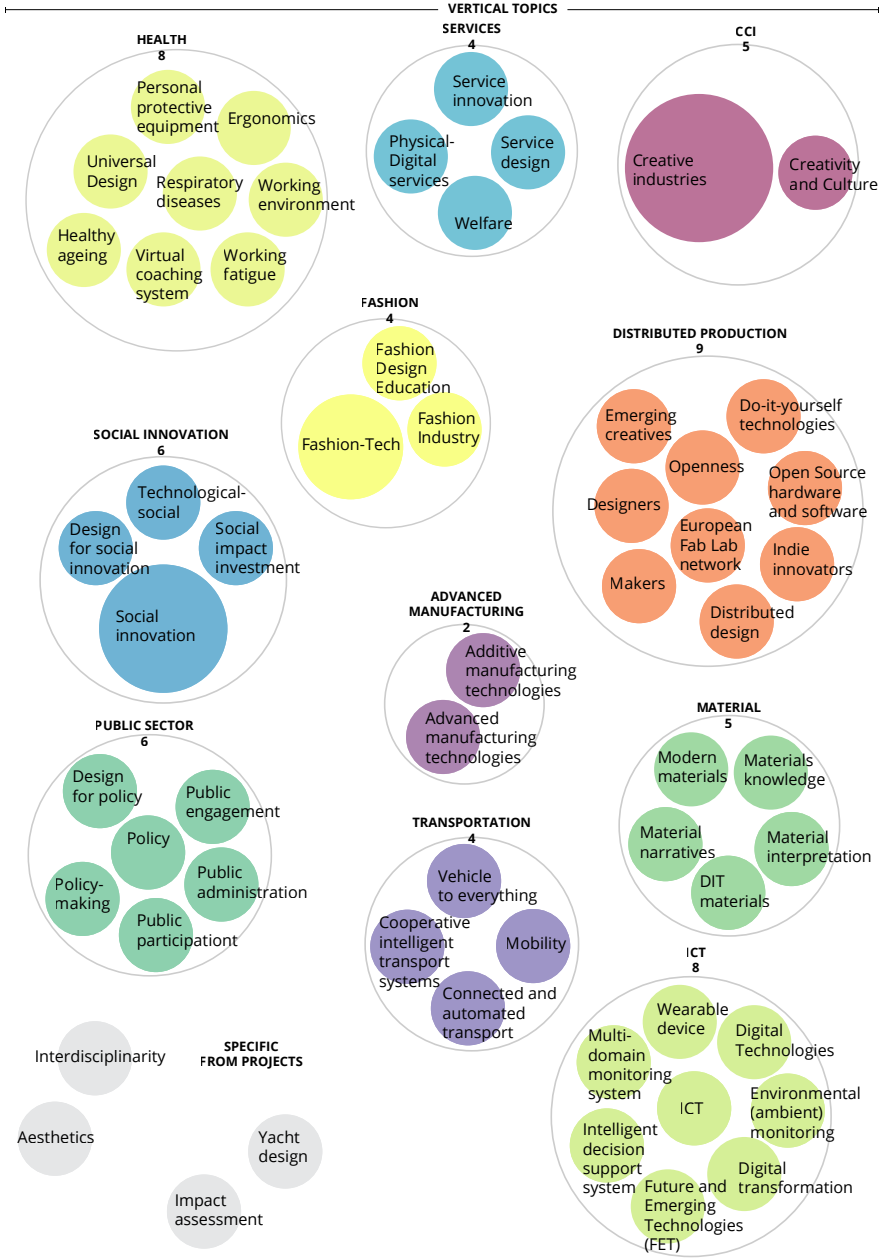 VERTICAL TOPICS
HEALTH
8
Personal
protective
equipment
Ergonomics
Universal
Design
Respiratory
diseases
Working
environment
Healthy
ageing
Virtual
coaching
system
Working
fatigue
SERVICES
4
Service
innovation
Physical-
Digital
services
Service
design
Welfare
CCI
5
Creative
industries
Creativity
and Culture
FASHION
4
Fashion
Design
Education
Fashion-Tech
Fashion
Industry
DISTRIBUTED PRODUCTION
9
Emerging
creatives
Do-it-yourself
technologies
Openness
Designers
Open Source
hardware
and software
European
Fab Lab
network
Indie
innovators
Makers
Distributed
design
SOCIAL INNOVATION
6
Technological-
social
Design
for social
innovation
Social
impact
investment
Social
innovation
ADVANCED
MANUFACTURING
2
Additive
manufacturing
technologies
Advanced
manufacturing
technologies
PUBLIC SECTOR
6
Design
for policy
Public
engagement
Policy
Policy-
making
Public
administration
Public
participationt
MATERIAL
5
Modern
materials
Materials
knowledge
Material
narratives
Material
interpretation
DIT
materials
TRANSPORTATION
4
Vehicle
to everything
Cooperative
intelligent
transport
systems
Mobility
Connected and
automated
transport
ICT
8
Wearable
device
Multi-
domain
monitoring
system
Digital
Technologies
ICT
Environmental
(ambient)
monitoring
Intelligent
decision
support
system
Digital
transformation
Future and
Emerging
Technologies
(FET)
SPECIFIC
FROM PROJECTS
Interdisciplinarity
Aesthetics
Yacht
design
Impact
assessment